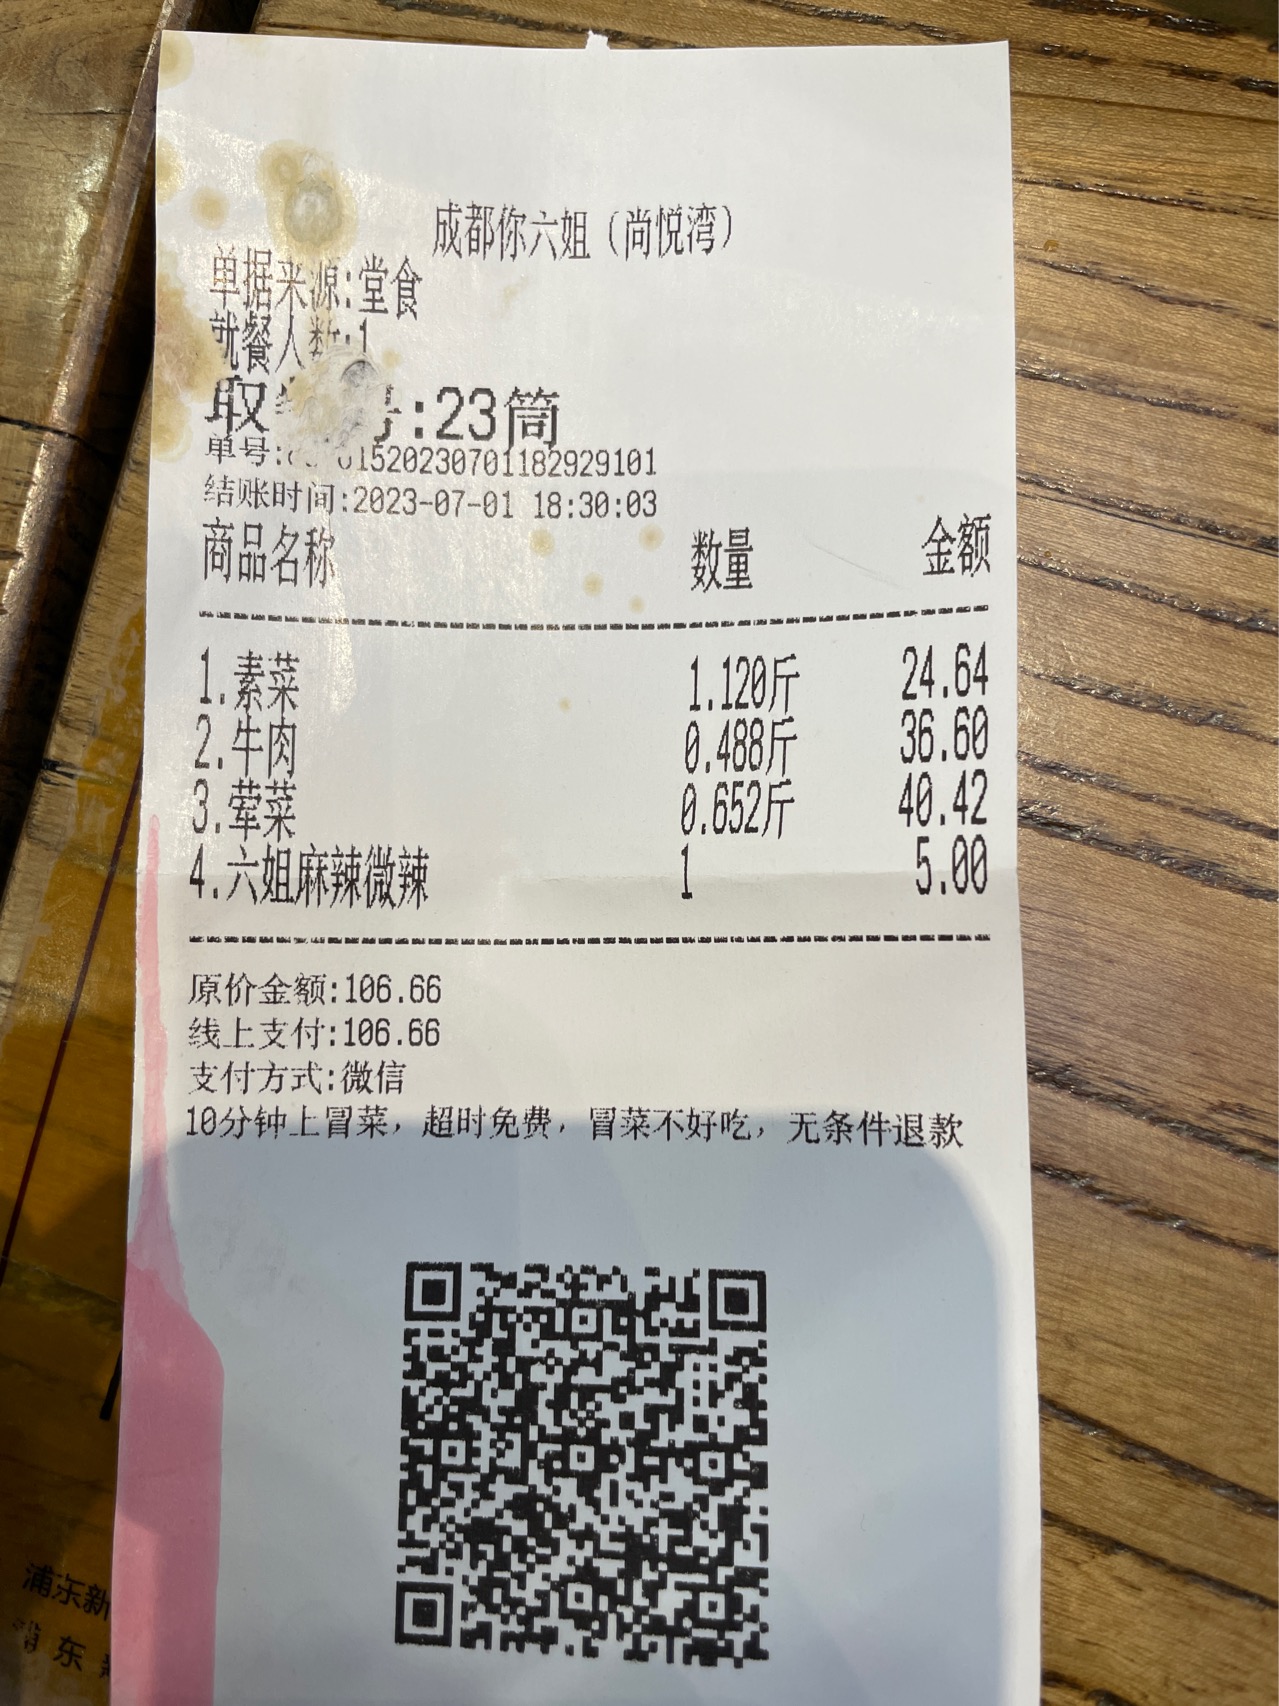 成都你六姐（尚悦湾）
单据来源:堂食
就餐人数:1
取 号:23筒
单号: 01520230701182929101
结账时间:2023-07-01 18:30:03
商品名称 数量 金额
1.素菜 1.120斤 24.64
2.牛肉 0.488斤 36.60
3.荤菜 0.652斤 40.42
4.六姐麻辣微辣 1 5.00
原价金额:106.66
线上支付:106.66
支付方式:微信
10分钟上冒菜，超时免费，冒菜不好吃，无条件退款
浦东新
浦东